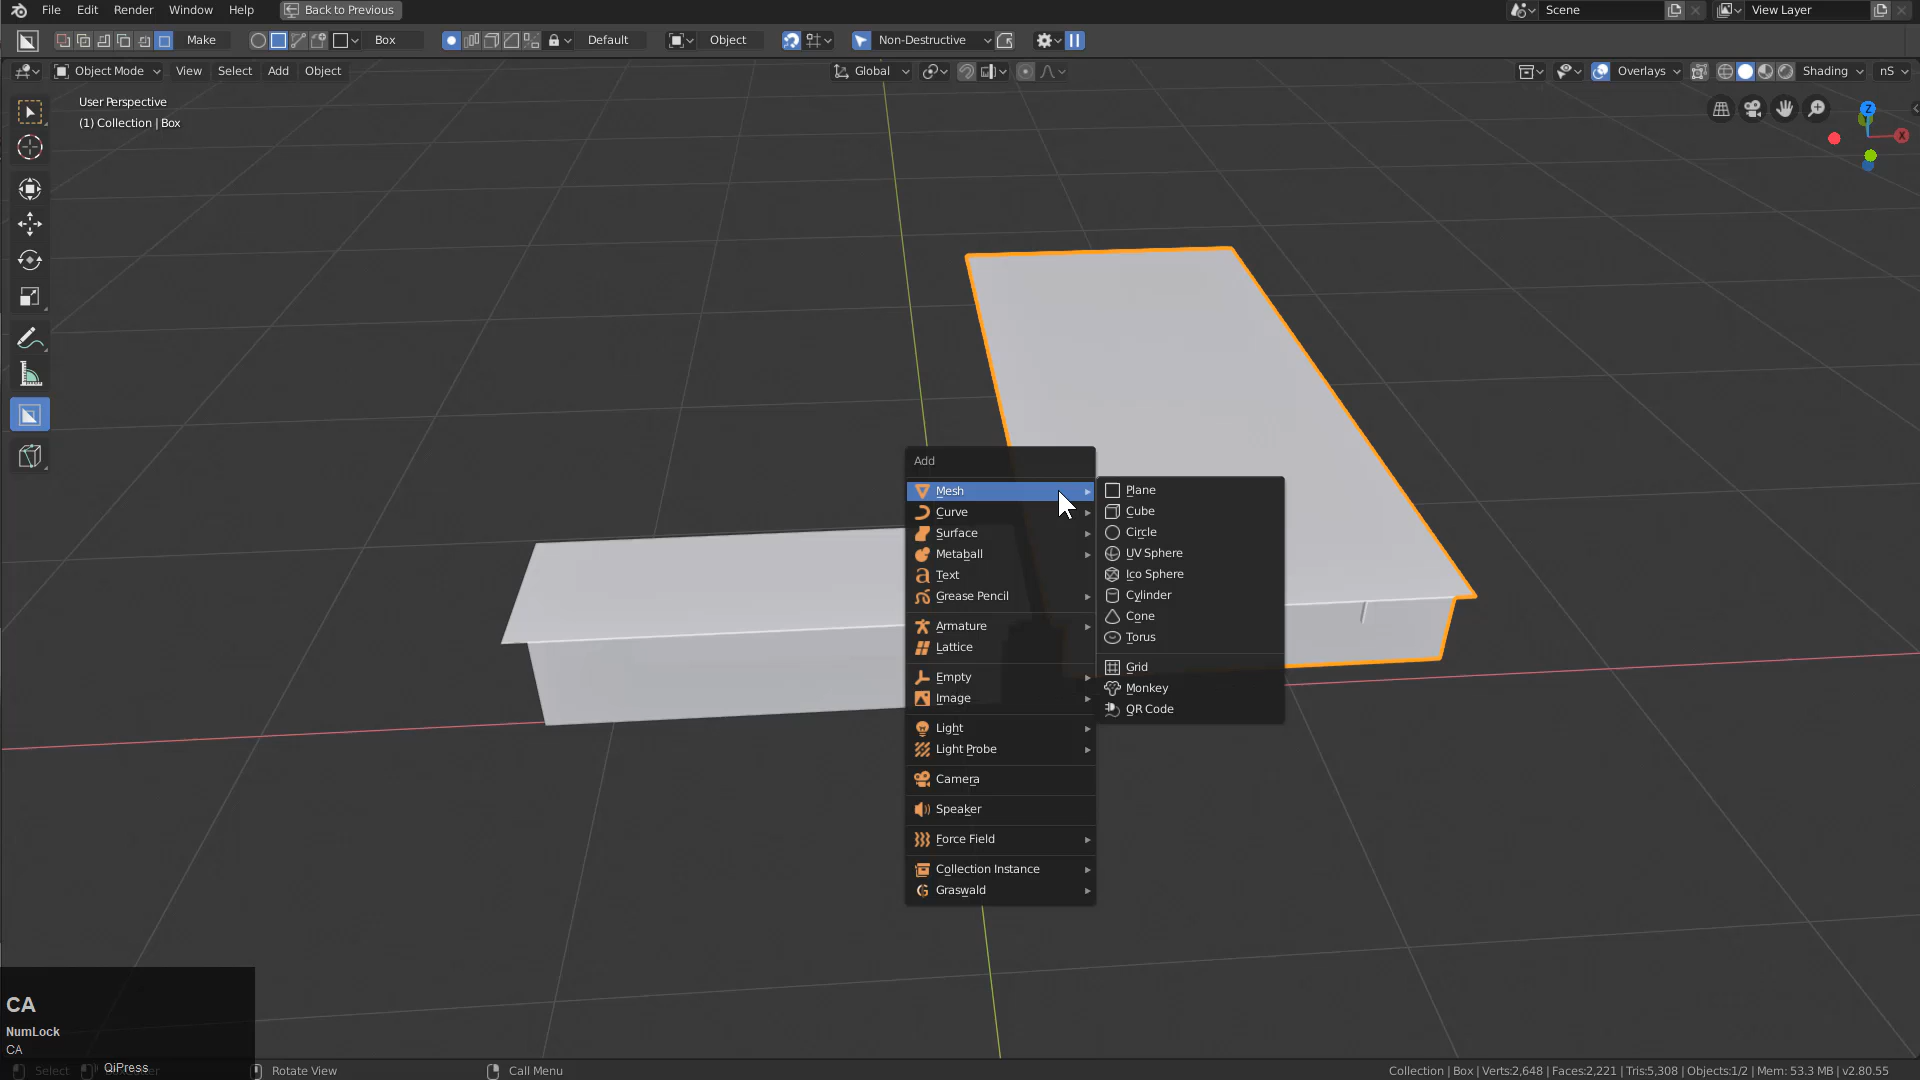 File Edit Render Window Help Back to Previous Scene View Layer
Make Box Default Object Non-Destructive
Object Mode View Select Add Object Global Overlays Shading nS
User Perspective
(1) Collection | Box
Z
X
Add
Mesh
Curve
Surface
Metaball
Text
Grease Pencil
Armature
Lattice
Empty
Image
Light
Light Probe
Camera
Speaker
Force Field
Collection Instance
Graswald
Plane
Cube
Circle
UV Sphere
Ico Sphere
Cylinder
Cone
Torus
Grid
Monkey
QR Code
CA
NumLock
CA
Select QiPress Rotate View Call Menu Collection | Box | Verts:2,648 | Faces:2,221 | Tris:5,308 | Objects:1/2 | Mem: 53.3 MB | v2.80.55